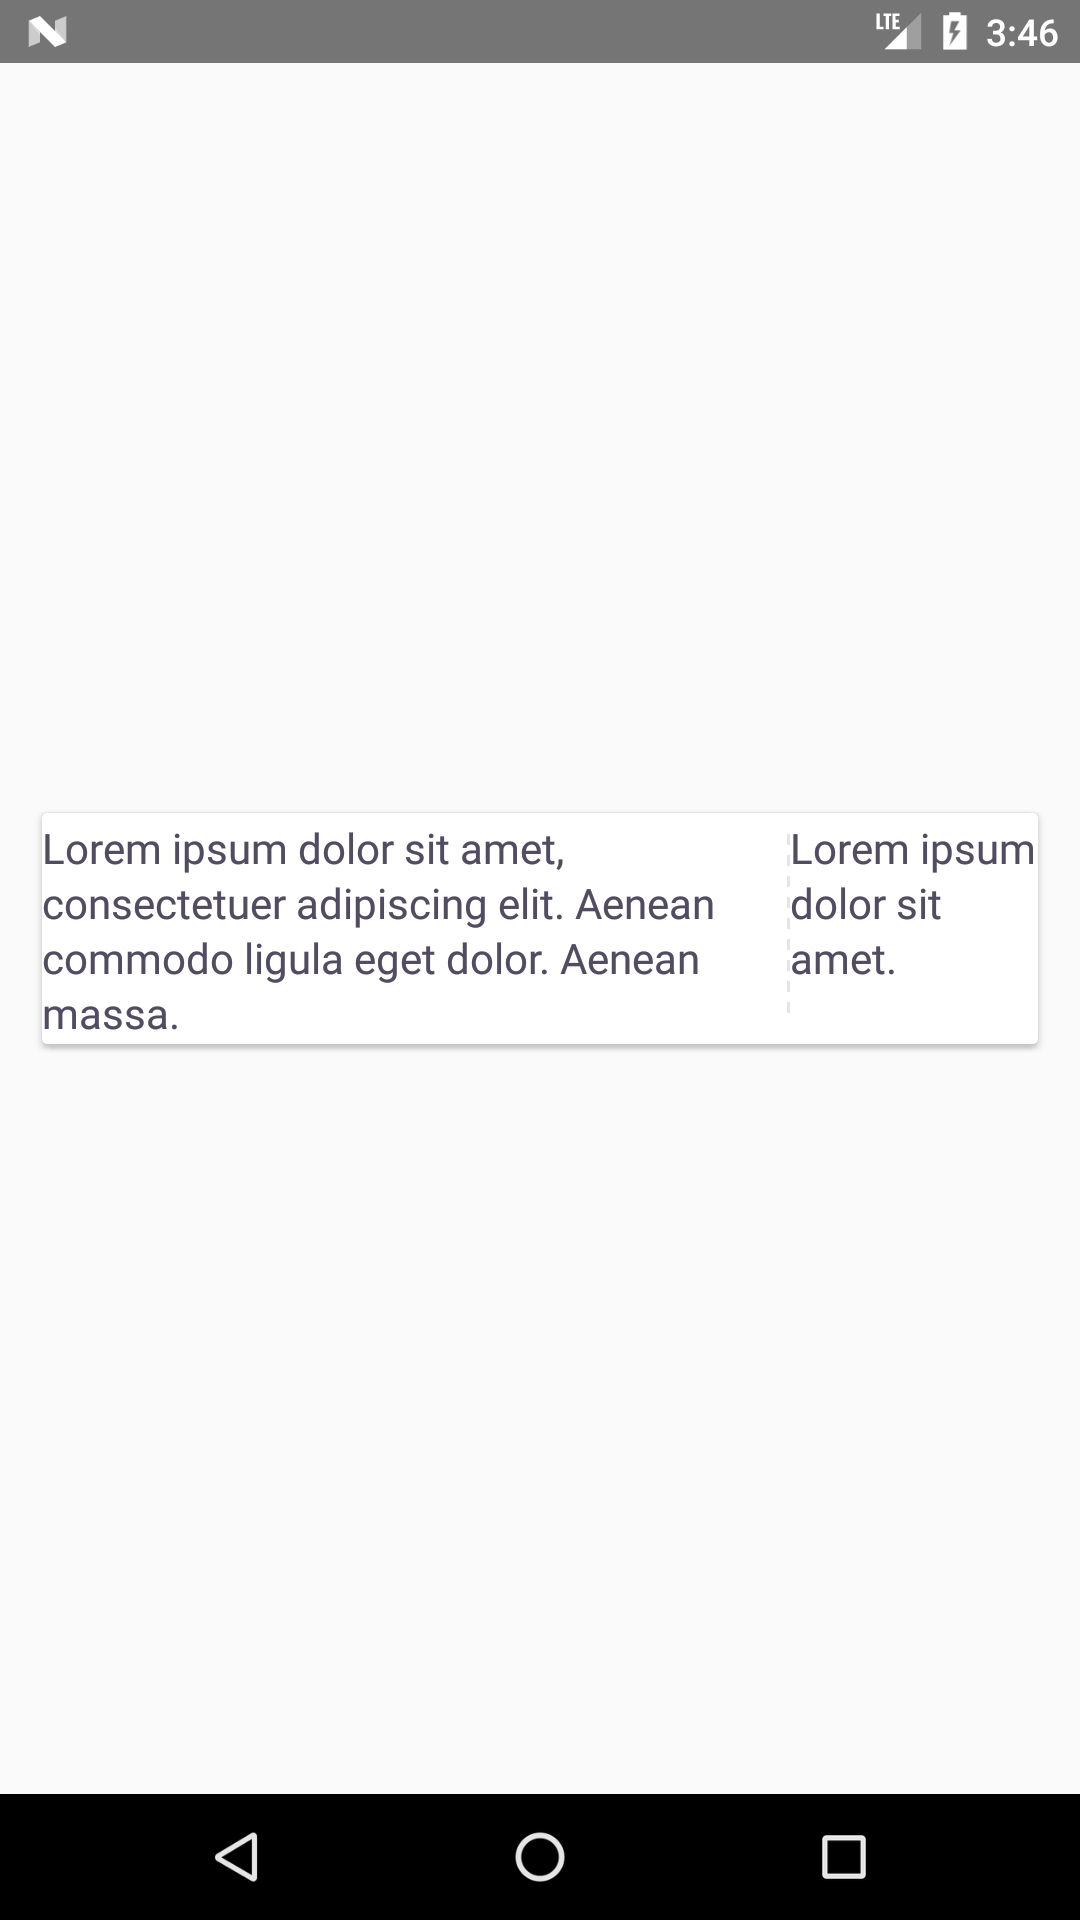 LTE 3:46
Lorem ipsum dolor sit amet,
consectetuer adipiscing elit. Aenean
commodo ligula eget dolor. Aenean
massa.
Lorem ipsum
dolor sit
amet.